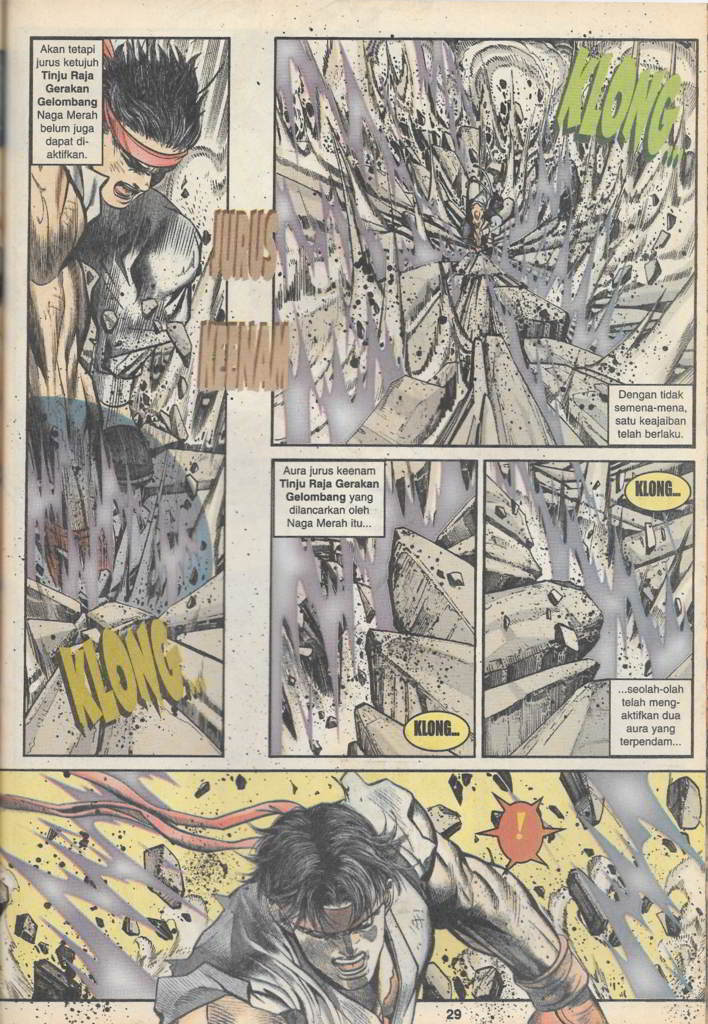 Akan tetapi
jurus ketujuh
Tinju Raja
Gerakan
Gelombang
Naga Merah
belum juga
dapat di-
aktifkan.
JURUS
KEENAM
KLONG...
KLONG...
Dengan tidak
semena-mena,
satu keajaiban
telah berlaku.
Aura jurus keenam
Tinju Raja Gerakan
Gelombang yang
dilancarkan oleh
Naga Merah itu...
KLONG...
KLONG...
...seolah-olah
telah meng-
aktifkan dua
aura yang
terpendam...
!
29